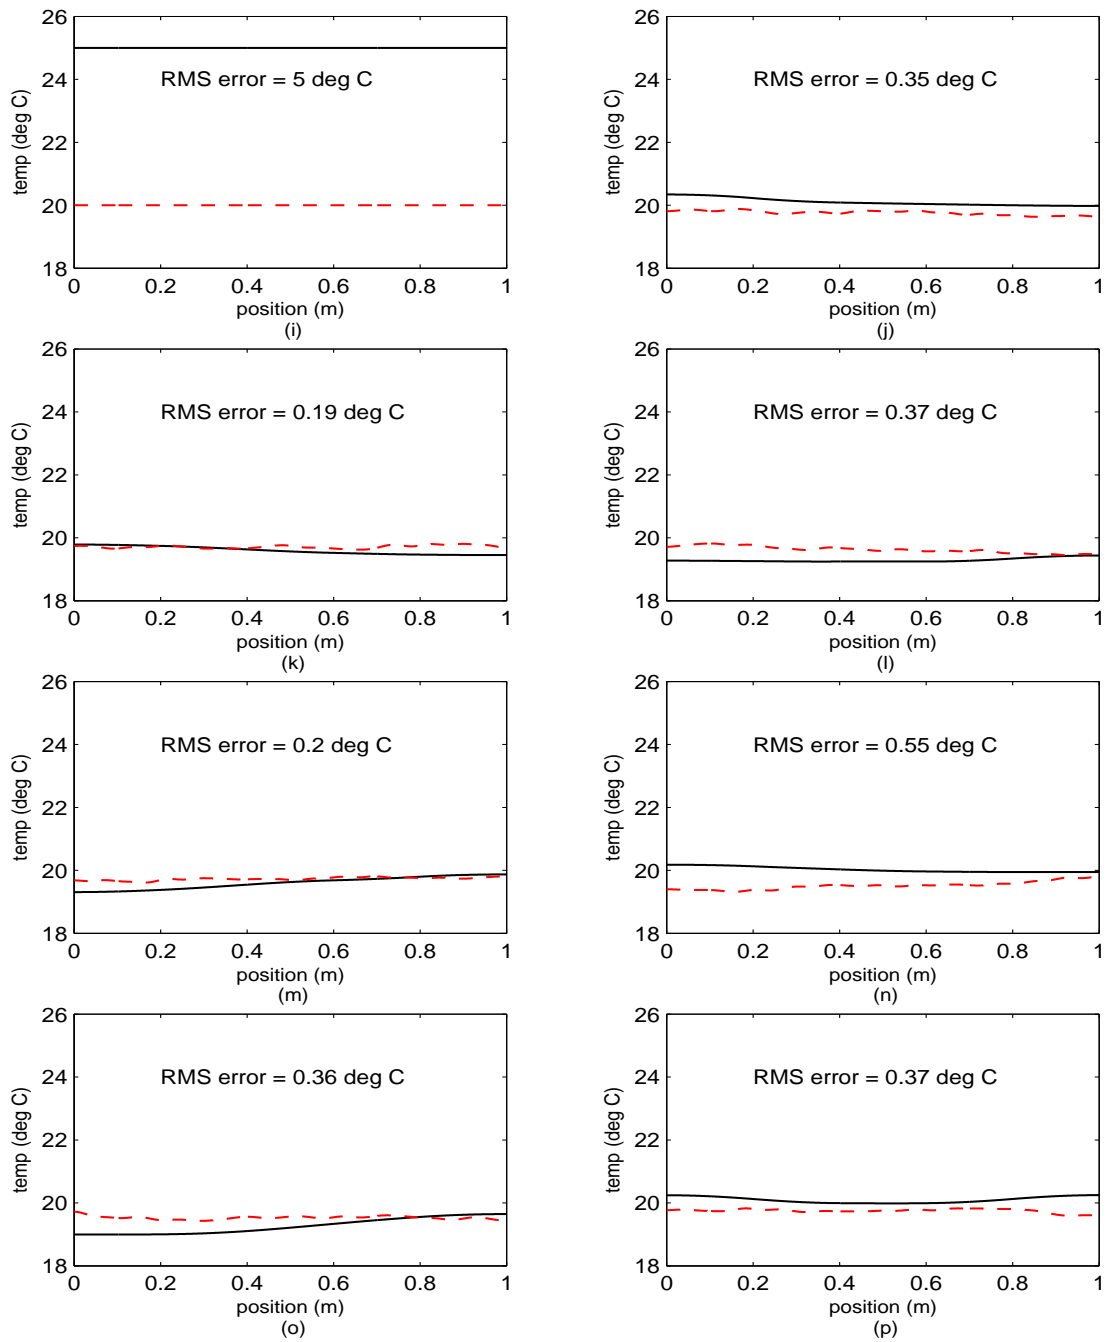 26
24
22
20
18
temp (deg C)
RMS error = 5 deg C
0 0.2 0.4 0.6 0.8 1
position (m)
(i)
26
24
22
20
18
temp (deg C)
RMS error = 0.35 deg C
0 0.2 0.4 0.6 0.8 1
position (m)
(j)
26
24
22
20
18
temp (deg C)
RMS error = 0.19 deg C
0 0.2 0.4 0.6 0.8 1
position (m)
(k)
26
24
22
20
18
temp (deg C)
RMS error = 0.37 deg C
0 0.2 0.4 0.6 0.8 1
position (m)
(l)
26
24
22
20
18
temp (deg C)
RMS error = 0.2 deg C
0 0.2 0.4 0.6 0.8 1
position (m)
(m)
26
24
22
20
18
temp (deg C)
RMS error = 0.55 deg C
0 0.2 0.4 0.6 0.8 1
position (m)
(n)
26
24
22
20
18
temp (deg C)
RMS error = 0.36 deg C
0 0.2 0.4 0.6 0.8 1
position (m)
(o)
26
24
22
20
18
temp (deg C)
RMS error = 0.37 deg C
0 0.2 0.4 0.6 0.8 1
position (m)
(p)